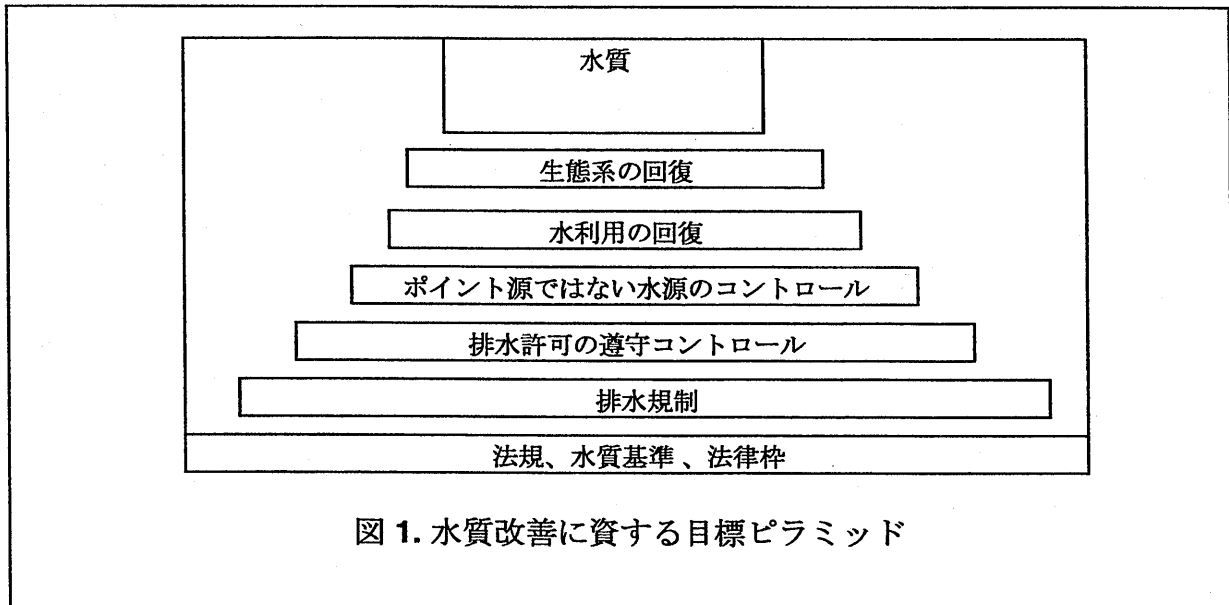 水質
生態系の回復
水利用の回復
ポイント源ではない水源のコントロール
排水許可の遵守コントロール
排水規制
法規、水質基準 、法律枠
図 1. 水質改善に資する目標ピラミッド